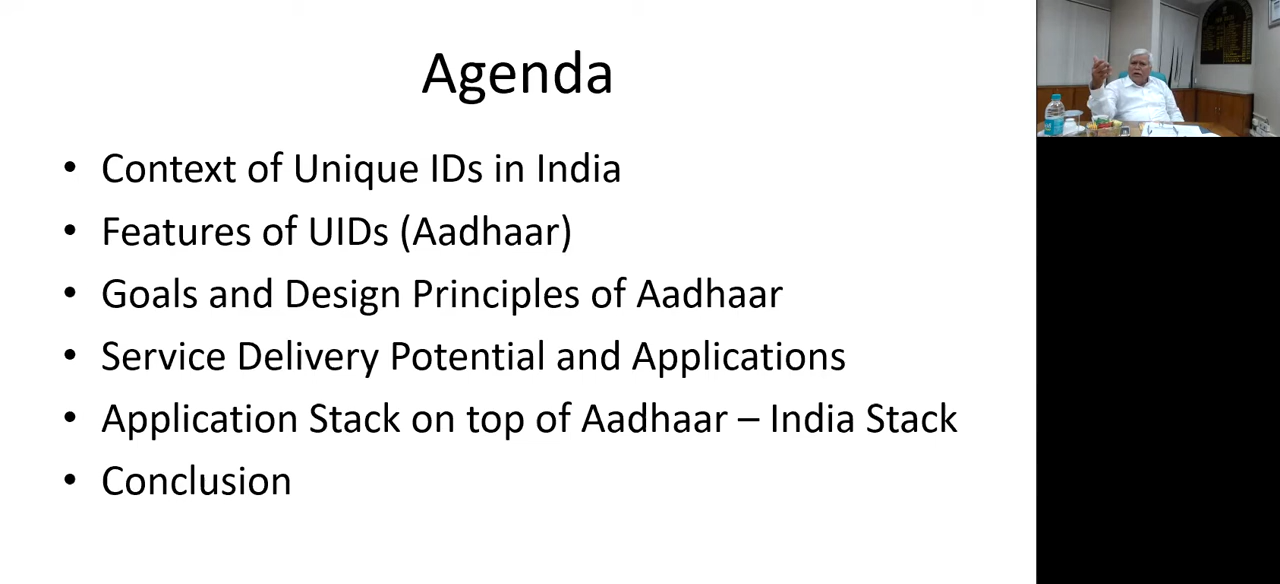 Agenda
• Context of Unique IDs in India
• Features of UIDs (Aadhaar)
• Goals and Design Principles of Aadhaar
• Service Delivery Potential and Applications
• Application Stack on top of Aadhaar – India Stack
• Conclusion